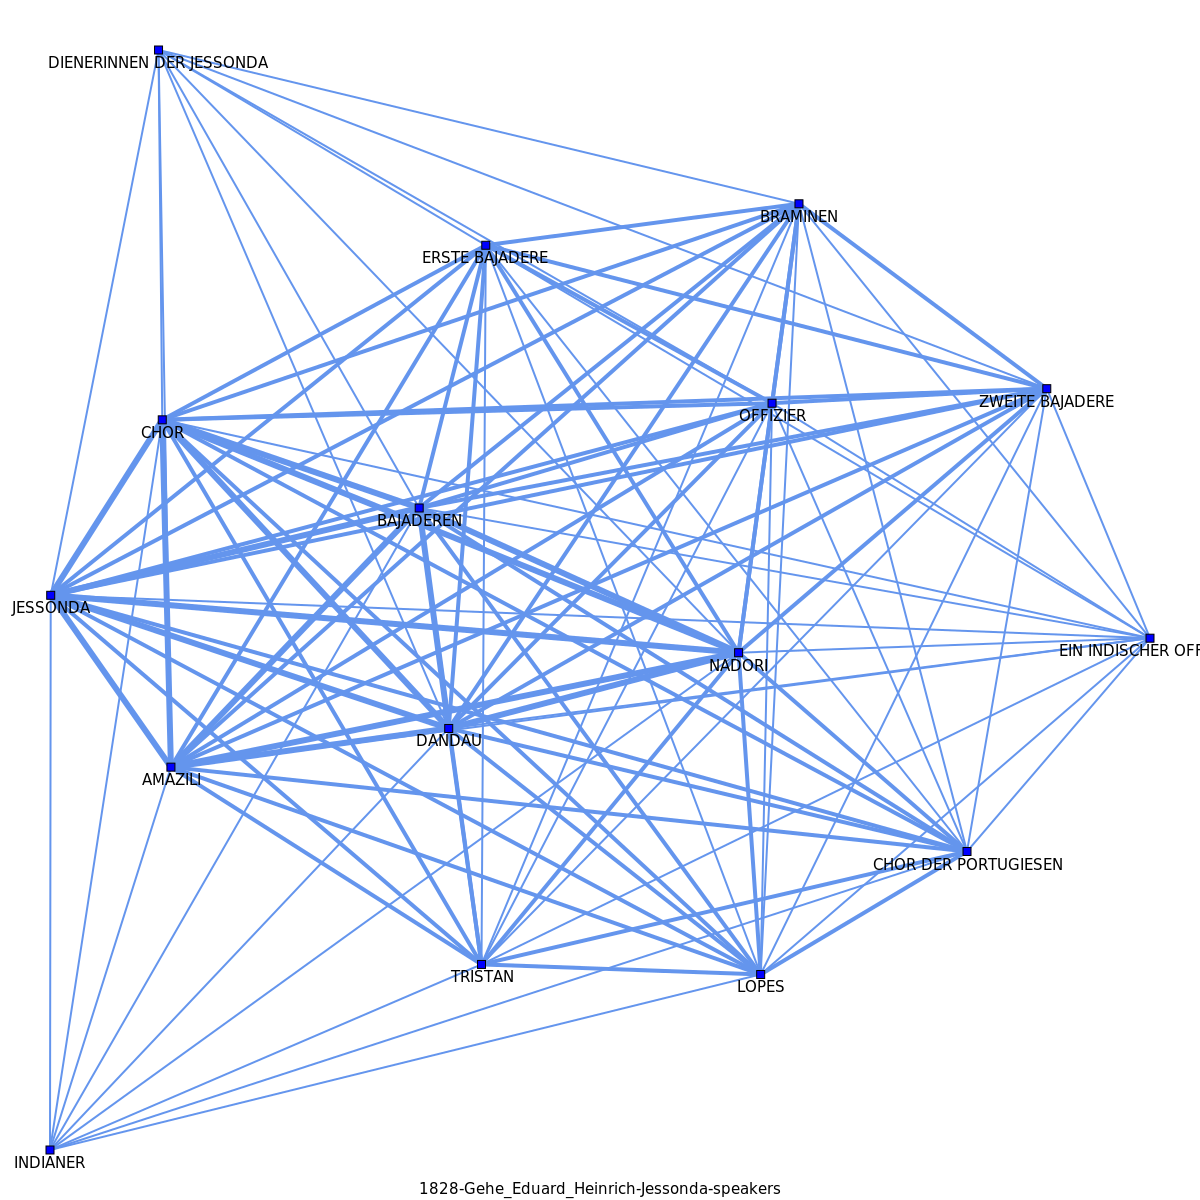 DIENERINNEN DER JESSONDA
BRAMINEN
ERSTE BAJADERE
ZWEITE BAJADERE
OFFIZIER
CHOR
BAJADEREN
JESSONDA
EIN INDISCHER OFF
NADORI
DANDAU
AMAZILI
CHOR DER PORTUGIESEN
TRISTAN
LOPES
INDIANER
1828-Gehe_Eduard_Heinrich-Jessonda-speakers